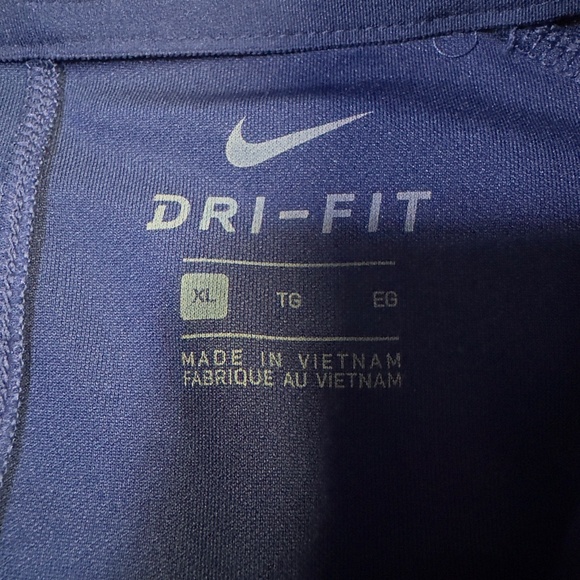 DRI-FIT
XL TG EG
MADE IN VIETNAM
FABRIQUE AU VIETNAM